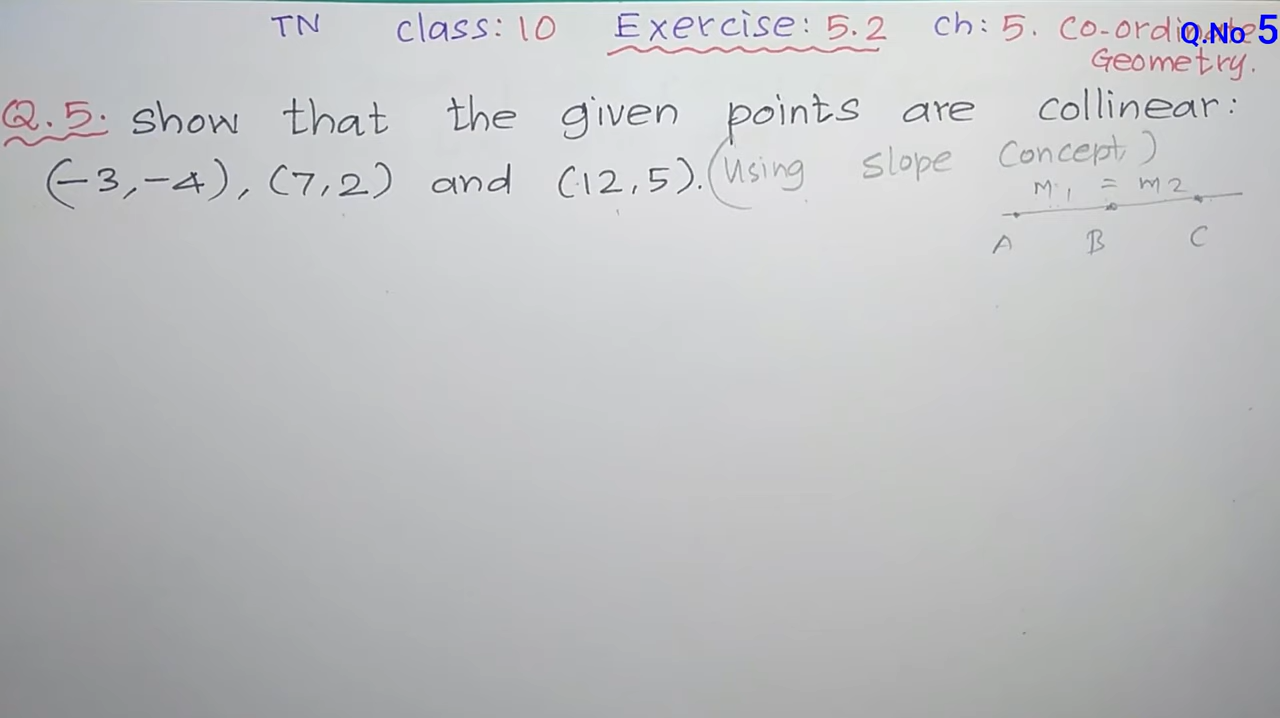 TN class: 10 Exercise: 5.2 ch: 5. Co-ordinate
Q.No 5
Geometry.
Q.5: show that the given points are collinear:
(-3,-4), (7,2) and (12,5). (Using slope concept)
M1 = m2
A B C